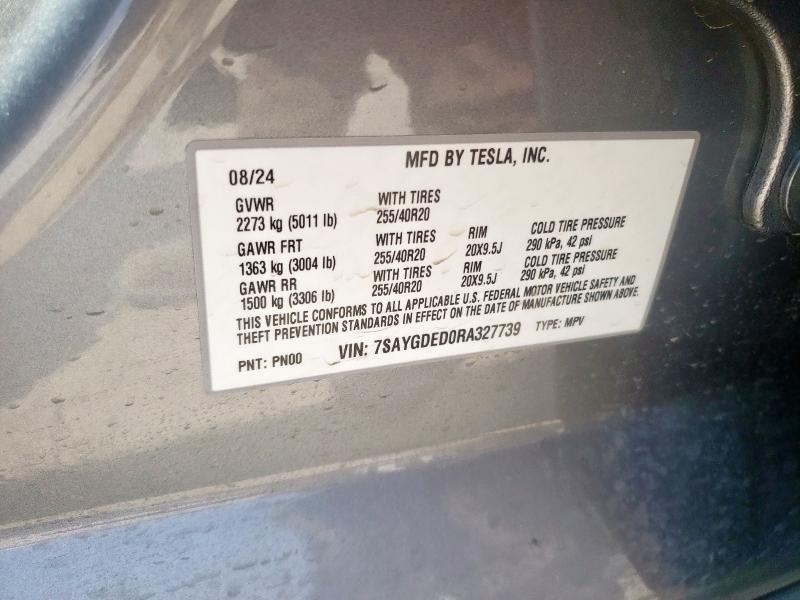 MFD BY TESLA, INC.
08/24
GVWR WITH TIRES
2273 kg (5011 lb) 255/40R20
GAWR FRT WITH TIRES RIM COLD TIRE PRESSURE
1363 kg (3004 lb) 255/40R20 20X9.5J 290 kPa, 42 psi
GAWR RR WITH TIRES RIM COLD TIRE PRESSURE
1500 kg (3306 lb) 255/40R20 20X9.5J 290 kPa, 42 psi
THIS VEHICLE CONFORMS TO ALL APPLICABLE U.S. FEDERAL MOTOR VEHICLE SAFETY AND
THEFT PREVENTION STANDARDS IN EFFECT ON THE DATE OF MANUFACTURE SHOWN ABOVE.
PNT: PN00 VIN: 7SAYGDED0RA327739 TYPE: MPV